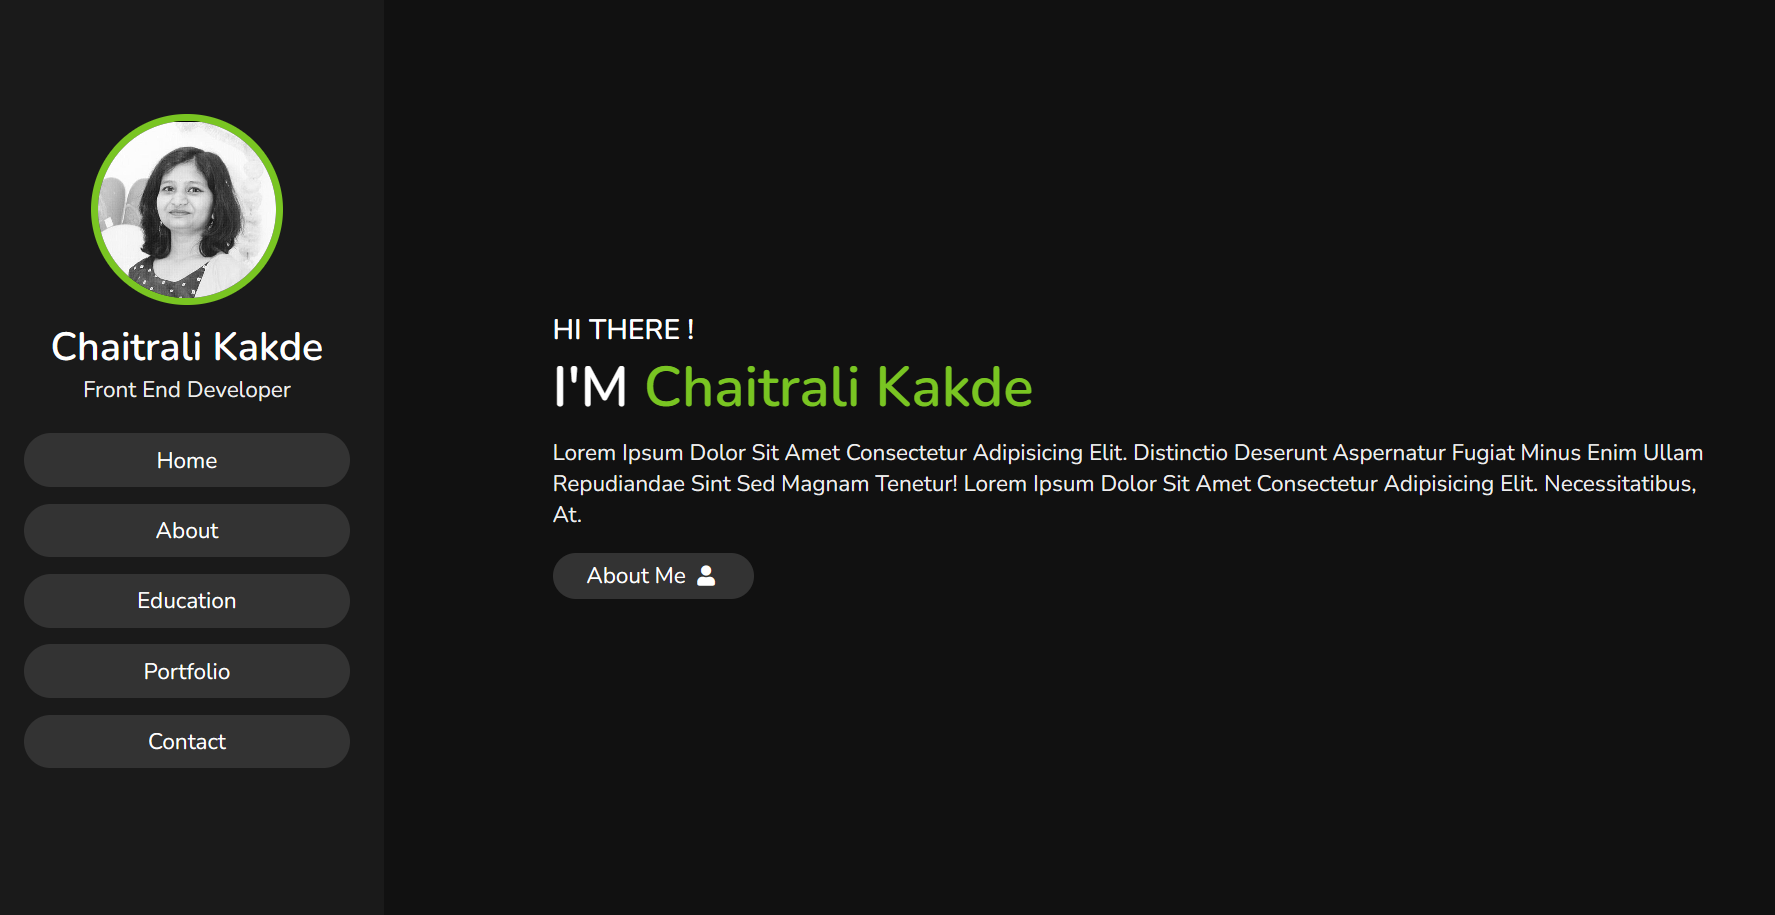 Chaitrali Kakde
Front End Developer
Home
About
Education
Portfolio
Contact
HI THERE !
I'M Chaitrali Kakde
Lorem Ipsum Dolor Sit Amet Consectetur Adipisicing Elit. Distinctio Deserunt Aspernatur Fugiat Minus Enim Ullam
Repudiandae Sint Sed Magnam Tenetur! Lorem Ipsum Dolor Sit Amet Consectetur Adipisicing Elit. Necessitatibus,
At.
About Me